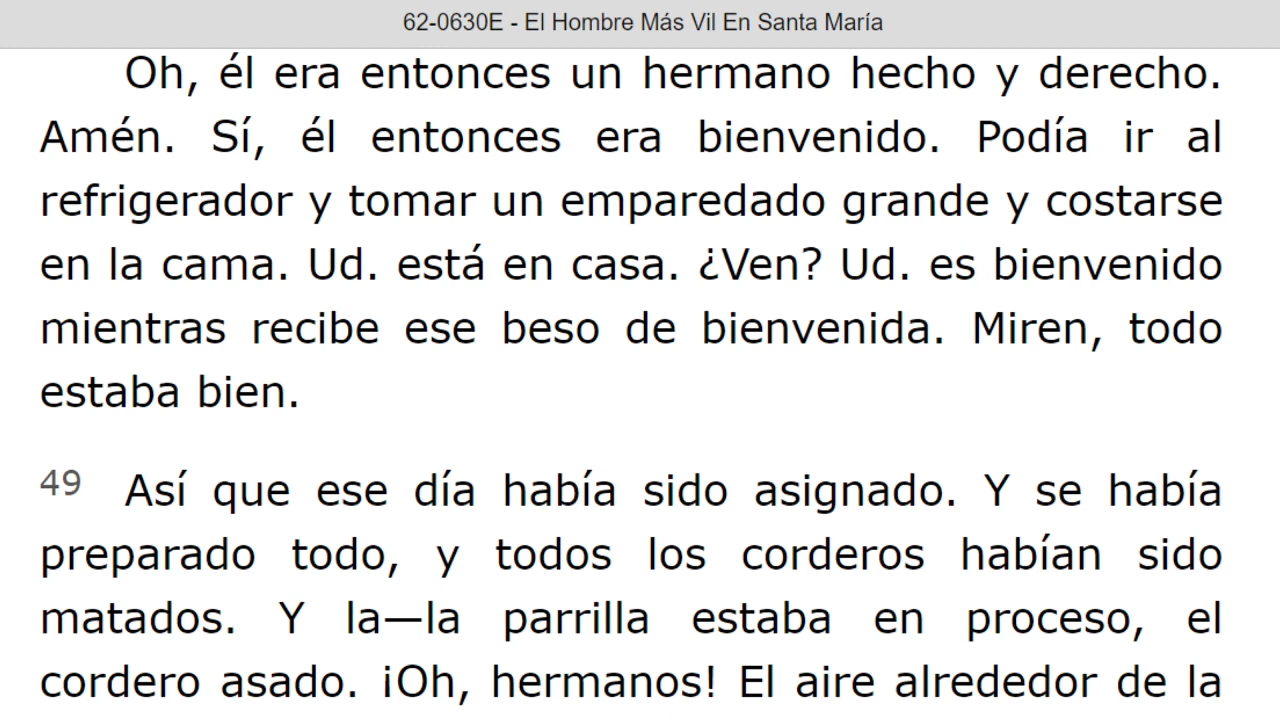 62-0630E - El Hombre Más Vil En Santa María
Oh, él era entonces un hermano hecho y derecho.
Amén. Sí, él entonces era bienvenido. Podía ir al
refrigerador y tomar un emparedado grande y costarse
en la cama. Ud. está en casa. ¿Ven? Ud. es bienvenido
mientras recibe ese beso de bienvenida. Miren, todo
estaba bien.
49 Así que ese día había sido asignado. Y se había
preparado todo, y todos los corderos habían sido
matados. Y la—la parrilla estaba en proceso, el
cordero asado. ¡Oh, hermanos! El aire alrededor de la